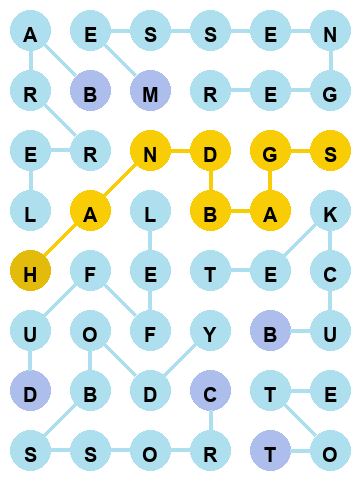 A E S S E N
R B M R E G
E R N D G S
L A L B A K
H F E T E C
U O F Y B U
D B D C T E
S S O R T O